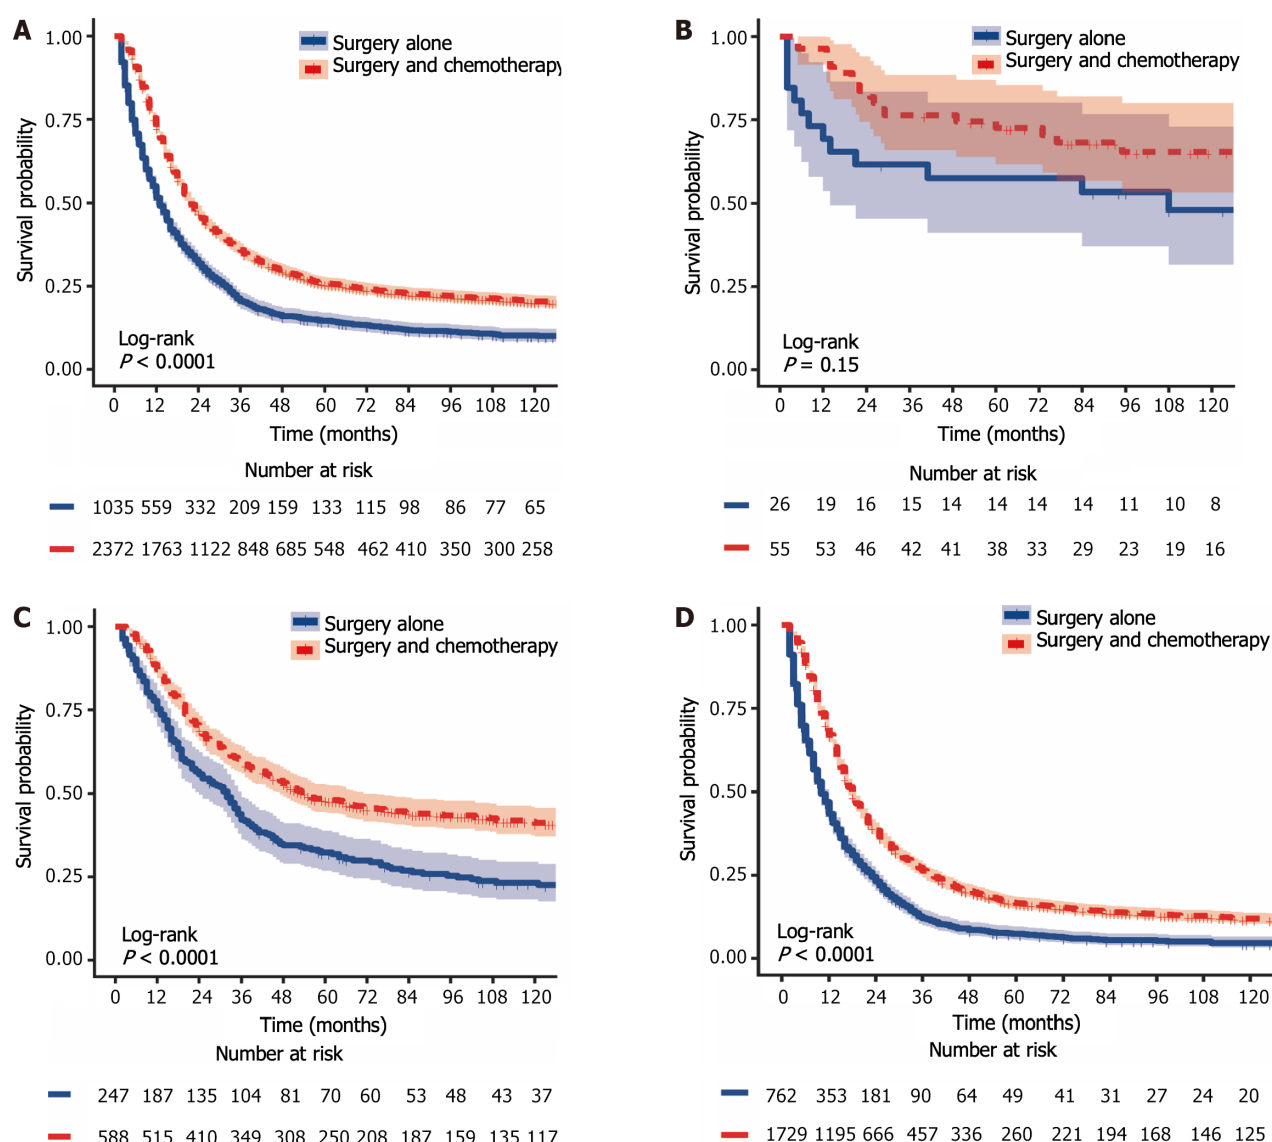 A
Surgery alone
Surgery and chemotherapy
1.00
0.75
0.50
0.25
0.00
Survival probability
Log-rank
P < 0.0001
0 12 24 36 48 60 72 84 96 108 120
Time (months)
Number at risk
1035 559 332 209 159 133 115 98 86 77 65
2372 1763 1122 848 685 548 462 410 350 300 258
B
Surgery alone
Surgery and chemotherapy
1.00
0.75
0.50
0.25
0.00
Survival probability
Log-rank
P = 0.15
0 12 24 36 48 60 72 84 96 108 120
Time (months)
Number at risk
26 19 16 15 14 14 14 14 11 10 8
55 53 46 42 41 38 33 29 23 19 16
C
Surgery alone
Surgery and chemotherapy
1.00
0.75
0.50
0.25
0.00
Survival probability
Log-rank
P < 0.0001
0 12 24 36 48 60 72 84 96 108 120
Time (months)
Number at risk
247 187 135 104 81 70 60 53 48 43 37
588 515 410 349 308 250 208 187 159 135 117
D
Surgery alone
Surgery and chemotherapy
1.00
0.75
0.50
0.25
0.00
Survival probability
Log-rank
P < 0.0001
0 12 24 36 48 60 72 84 96 108 120
Time (months)
Number at risk
762 353 181 90 64 49 41 31 27 24 20
1729 1195 666 457 336 260 221 194 168 146 125